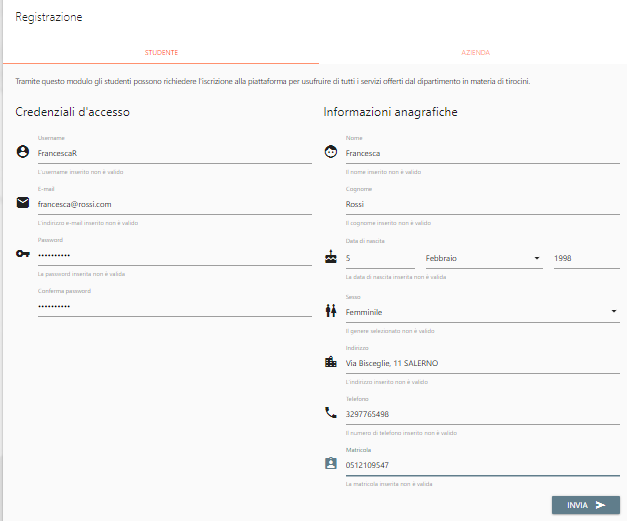 Registrazione
STUDENTE
AZIENDA
Tramite questo modulo gli studenti possono richiedere l'iscrizione alla piattaforma per usufruire di tutti i servizi offerti dal dipartimento in materia di tirocini.
Credenziali d'accesso
Username
FrancescaR
L'username inserito non è valido
E-mail
francesca@rossi.com
L'indirizzo e-mail inserito non è valido
Password
••••••••••
La password inserita non è valida
Conferma password
••••••••••
Informazioni anagrafiche
Nome
Francesca
Il nome inserito non è valido
Cognome
Rossi
Il cognome inserito non è valido
Data di nascita
5 Febbraio 1998
La data di nascita inserita non è valida
Sesso
Femminile
Il genere selezionato non è valido
Indirizzo
Via Bisceglie, 11 SALERNO
L'indirizzo inserito non è valido
Telefono
3297765498
Il numero di telefono inserito non è valido
Matricola
0512109547
La matricola inserita non è valida
INVIA